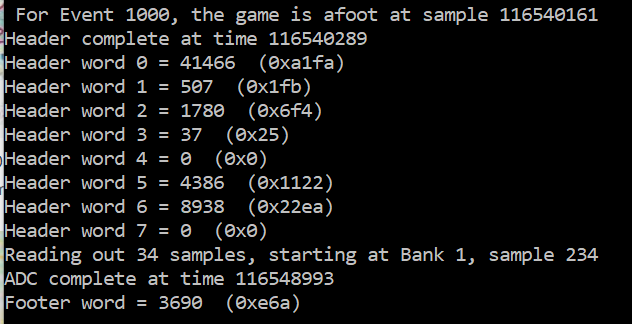 For Event 1000, the game is afoot at sample 116540161
Header complete at time 116540289
Header word 0 = 41466  (0xa1fa)
Header word 1 = 507  (0x1fb)
Header word 2 = 1780  (0x6f4)
Header word 3 = 37  (0x25)
Header word 4 = 0  (0x0)
Header word 5 = 4386  (0x1122)
Header word 6 = 8938  (0x22ea)
Header word 7 = 0  (0x0)
Reading out 34 samples, starting at Bank 1, sample 234
ADC complete at time 116548993
Footer word = 3690  (0xe6a)